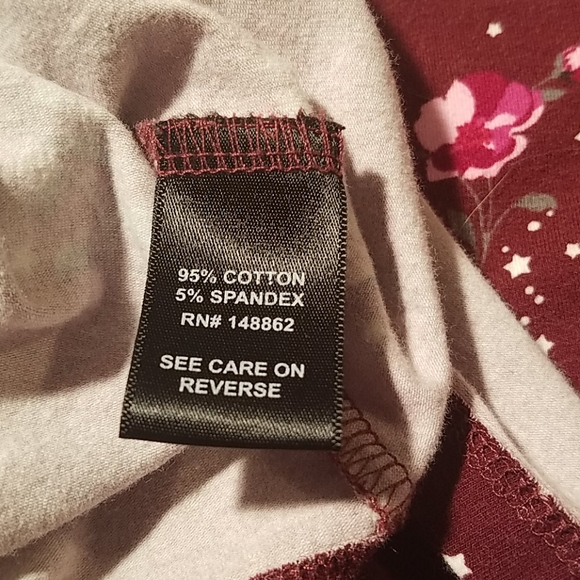 95% COTTON
5% SPANDEX
RN# 148862
SEE CARE ON
REVERSE